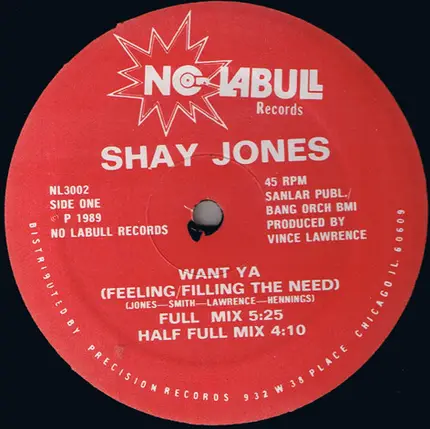 NO-LABULL
Records
SHAY JONES
NL3002
SIDE ONE
© P 1989
NO LABULL RECORDS
45 RPM
SANLAR PUBL./
BANG ORCH BMI
PRODUCED BY
VINCE LAWRENCE
WANT YA
(FEELING/FILLING THE NEED)
(JONES—SMITH—LAWRENCE—HENNINGS)
FULL MIX 5:25
HALF FULL MIX 4:10
DISTRIBUTED BY PRECISION RECORDS 932 W 38 PLACE CHICAGO IL. 60609